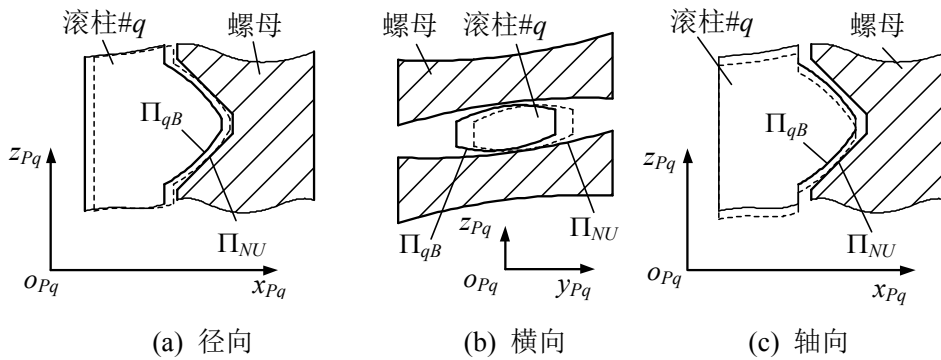 滚柱#q
螺母
Π_qB
z_Pq
Π_NU
o_Pq
x_Pq
(a) 径向
螺母
滚柱#q
Π_qB
z_Pq
Π_NU
o_Pq
y_Pq
(b) 横向
滚柱#q
螺母
Π_qB
z_Pq
Π_NU
o_Pq
x_Pq
(c) 轴向